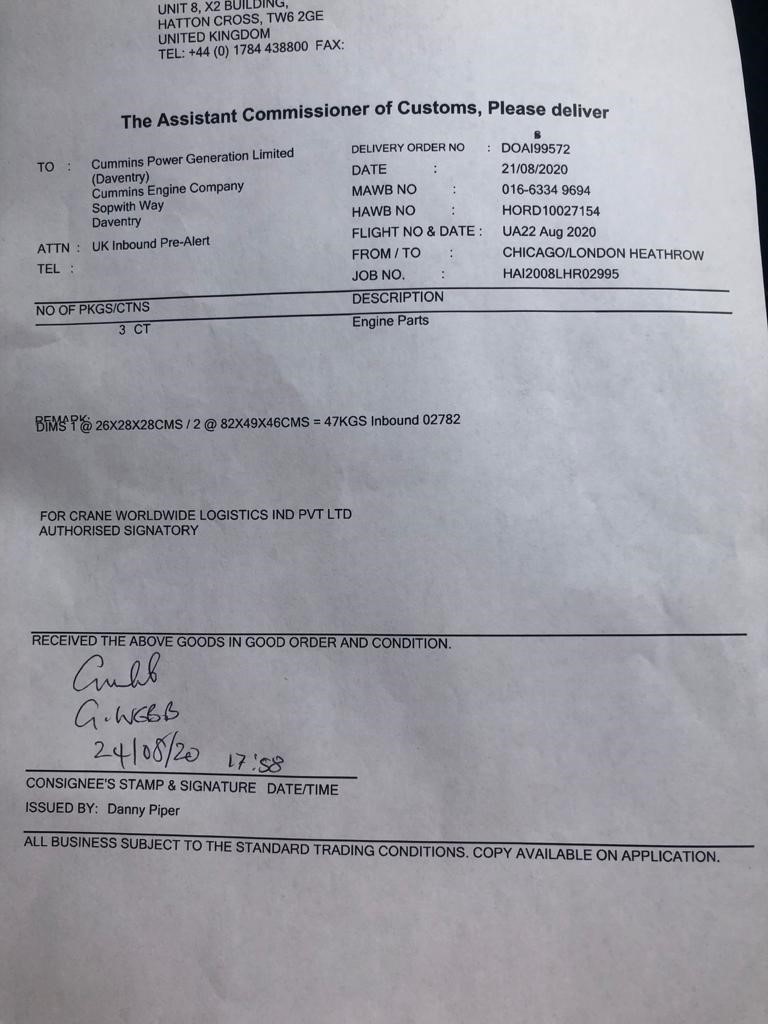 UNIT 8, X2 BUILDING,
HATTON CROSS, TW6 2GE
UNITED KINGDOM
TEL: +44 (0) 1784 438800 FAX:
The Assistant Commissioner of Customs, Please deliver
TO : Cummins Power Generation Limited
(Daventry)
Cummins Engine Company
Sopwith Way
Daventry
ATTN : UK Inbound Pre-Alert
TEL :
8
DELIVERY ORDER NO : DOAI99572
DATE : 21/08/2020
MAWB NO : 016-6334 9694
HAWB NO : HORD10027154
FLIGHT NO & DATE : UA22 Aug 2020
FROM / TO : CHICAGO/LONDON HEATHROW
JOB NO. : HAI2008LHR02995
NO OF PKGS/CTNS DESCRIPTION
3 CT Engine Parts
REMARK:
DIMS 1 @ 26X28X28CMS / 2 @ 82X49X46CMS = 47KGS Inbound 02782
FOR CRANE WORLDWIDE LOGISTICS IND PVT LTD
AUTHORISED SIGNATORY
RECEIVED THE ABOVE GOODS IN GOOD ORDER AND CONDITION.
G. WEBB
24/08/20 17:58
CONSIGNEE'S STAMP & SIGNATURE DATE/TIME
ISSUED BY: Danny Piper
ALL BUSINESS SUBJECT TO THE STANDARD TRADING CONDITIONS. COPY AVAILABLE ON APPLICATION.